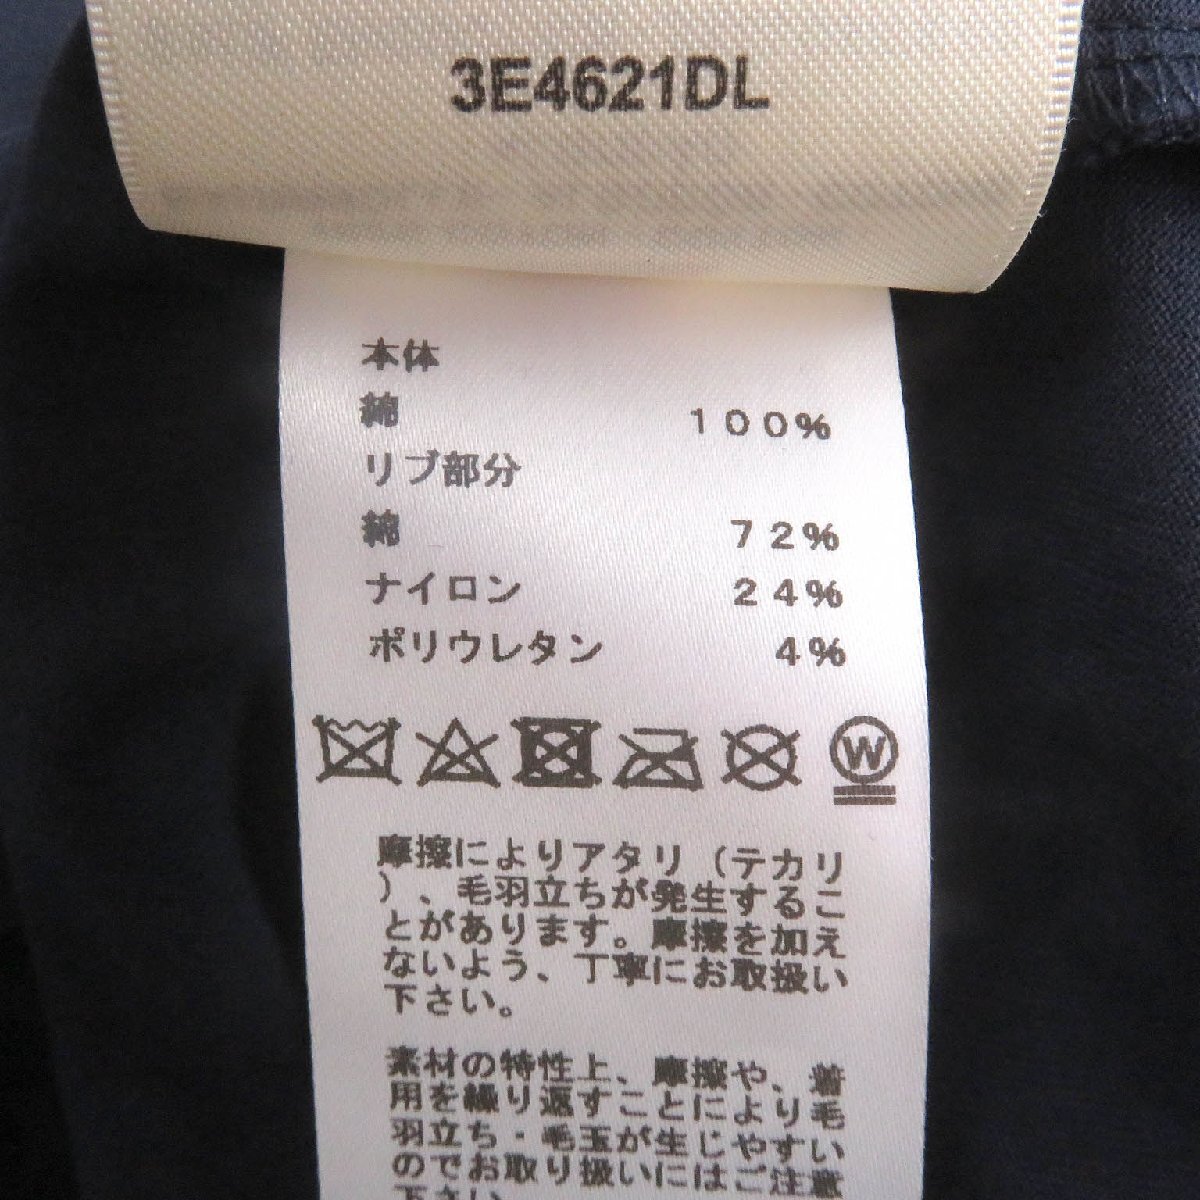 3E4621DL
本体
綿 100%
リブ部分
綿 72%
ナイロン 24%
ポリウレタン 4%
W
摩擦によりアタリ（テカリ
）、毛羽立ちが発生するこ
とがあります。摩擦を加え
ないよう、丁寧にお取扱い
下さい。
素材の特性上、摩擦や、着
用を繰り返すことにより毛
羽立ち・毛玉が生じやすい
のでお取り扱いにはご注意
下さい